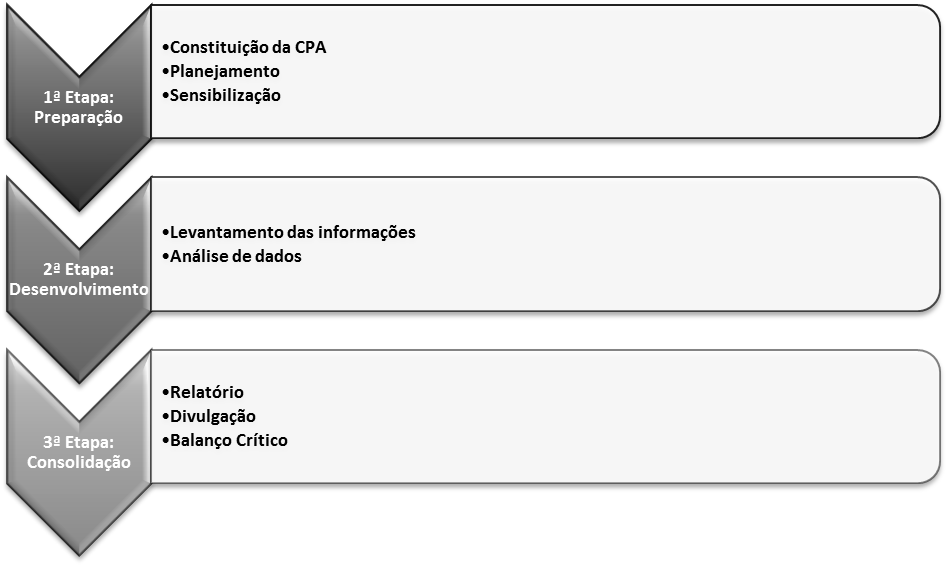 1ª Etapa:
Preparação
•Constituição da CPA
•Planejamento
•Sensibilização
2ª Etapa:
Desenvolvimento
•Levantamento das informações
•Análise de dados
3ª Etapa:
Consolidação
•Relatório
•Divulgação
•Balanço Crítico